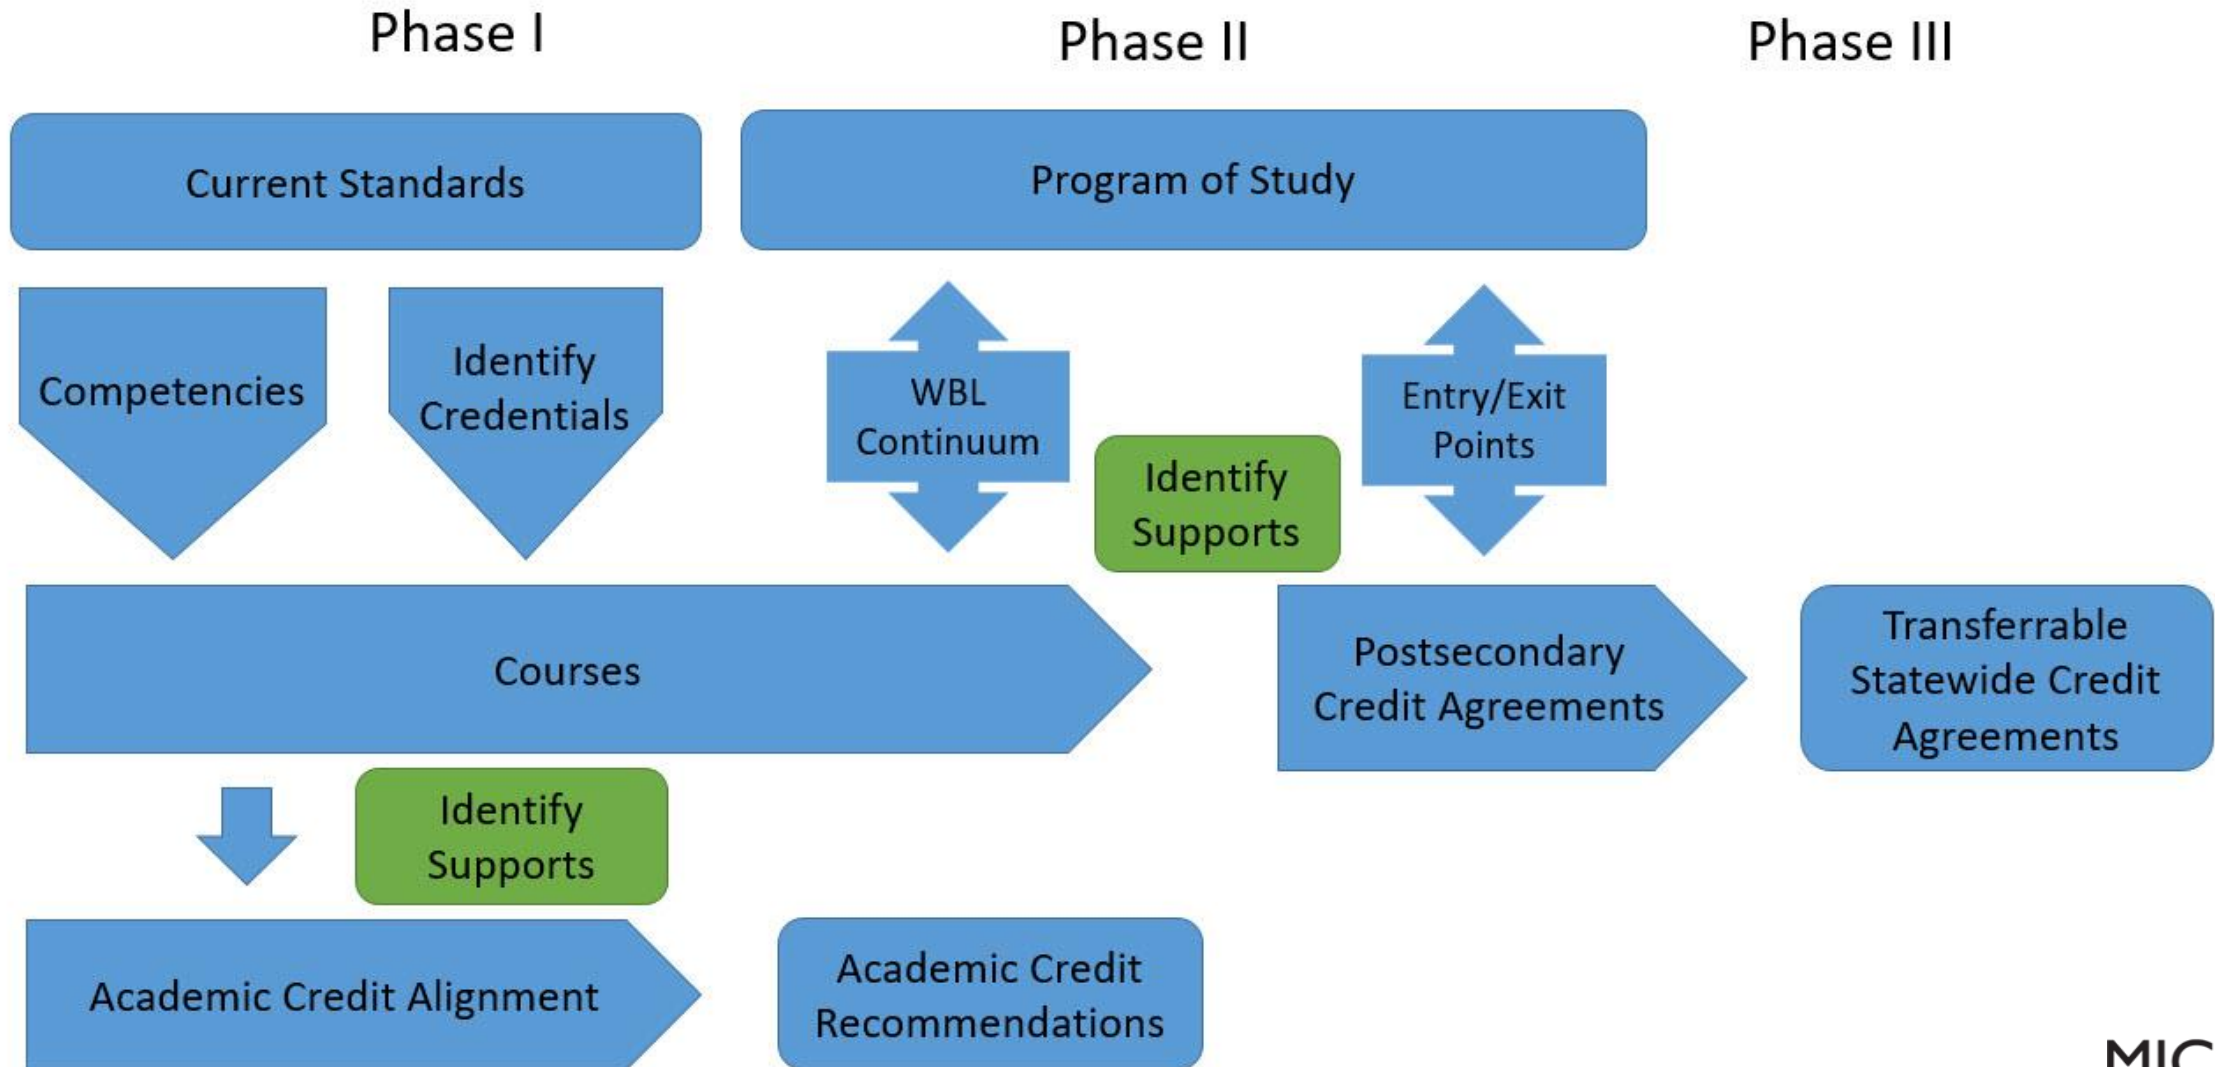 Phase I
Phase II
Phase III
Current Standards
Program of Study
Competencies
Identify
Credentials
WBL
Continuum
Identify
Supports
Entry/Exit
Points
Courses
Postsecondary
Credit Agreements
Transferrable
Statewide Credit
Agreements
Identify
Supports
Academic Credit Alignment
Academic Credit
Recommendations